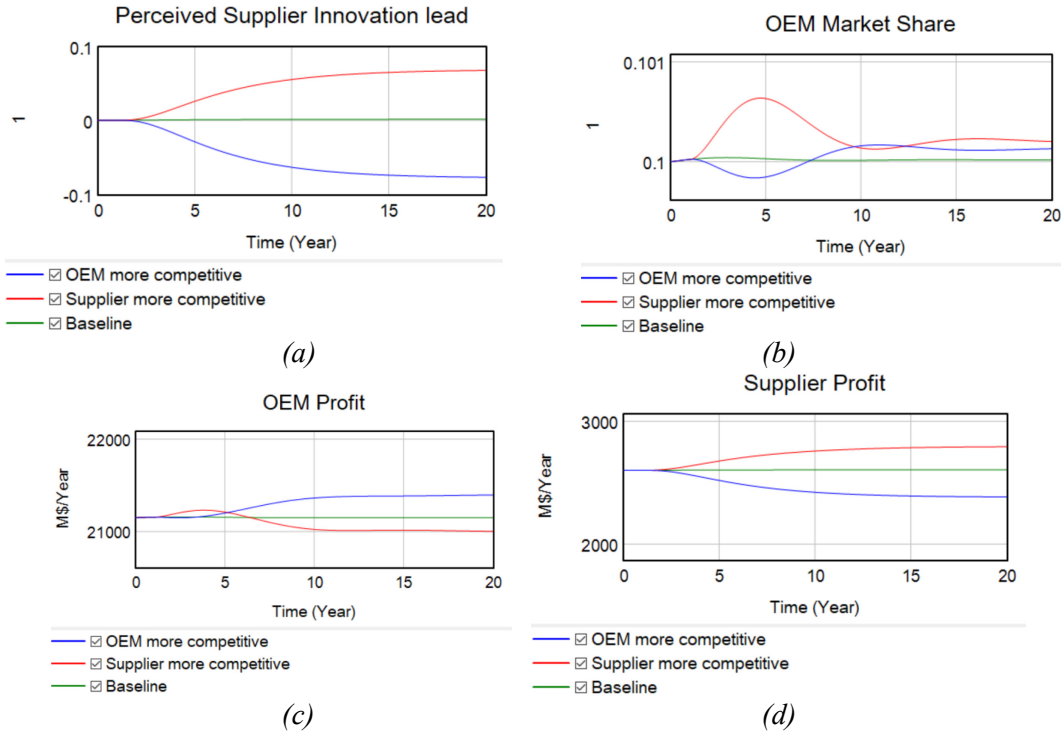 Perceived Supplier Innovation lead
0.1
0
-0.1
1
0 5 10 15 20
Time (Year)
OEM more competitive
Supplier more competitive
Baseline
(a)
OEM Market Share
0.101
0.1
1
0 5 10 15 20
Time (Year)
OEM more competitive
Supplier more competitive
Baseline
(b)
OEM Profit
22000
21000
M$/Year
0 5 10 15 20
Time (Year)
OEM more competitive
Supplier more competitive
Baseline
(c)
Supplier Profit
3000
2000
M$/Year
0 5 10 15 20
Time (Year)
OEM more competitive
Supplier more competitive
Baseline
(d)